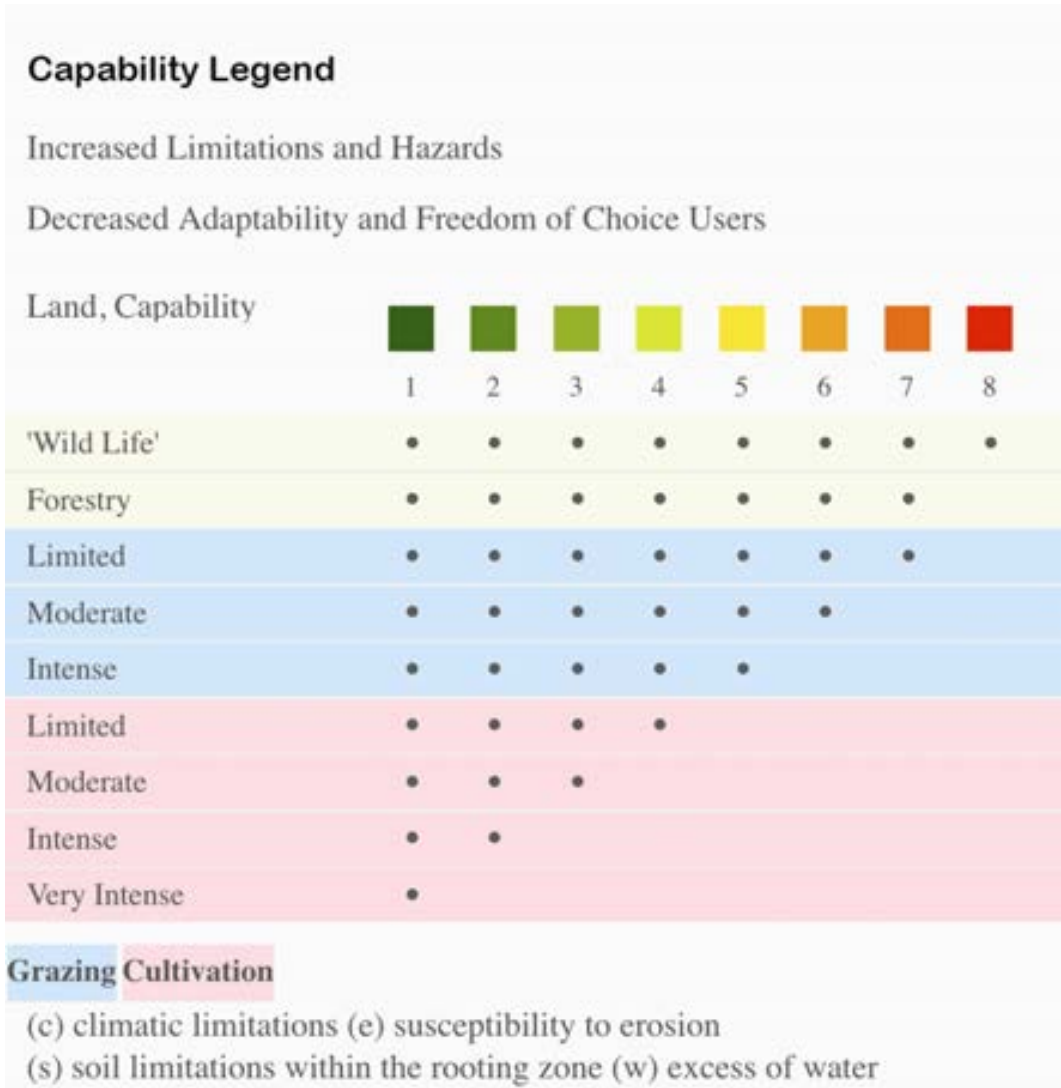 Capability Legend
Increased Limitations and Hazards
Decreased Adaptability and Freedom of Choice Users
Land, Capability
1 2 3 4 5 6 7 8
'Wild Life' • • • • • • • •
Forestry • • • • • • •
Limited • • • • • • •
Moderate • • • • • •
Intense • • • • •
Limited • • • •
Moderate • • •
Intense • •
Very Intense •
Grazing Cultivation
(c) climatic limitations (e) susceptibility to erosion
(s) soil limitations within the rooting zone (w) excess of water